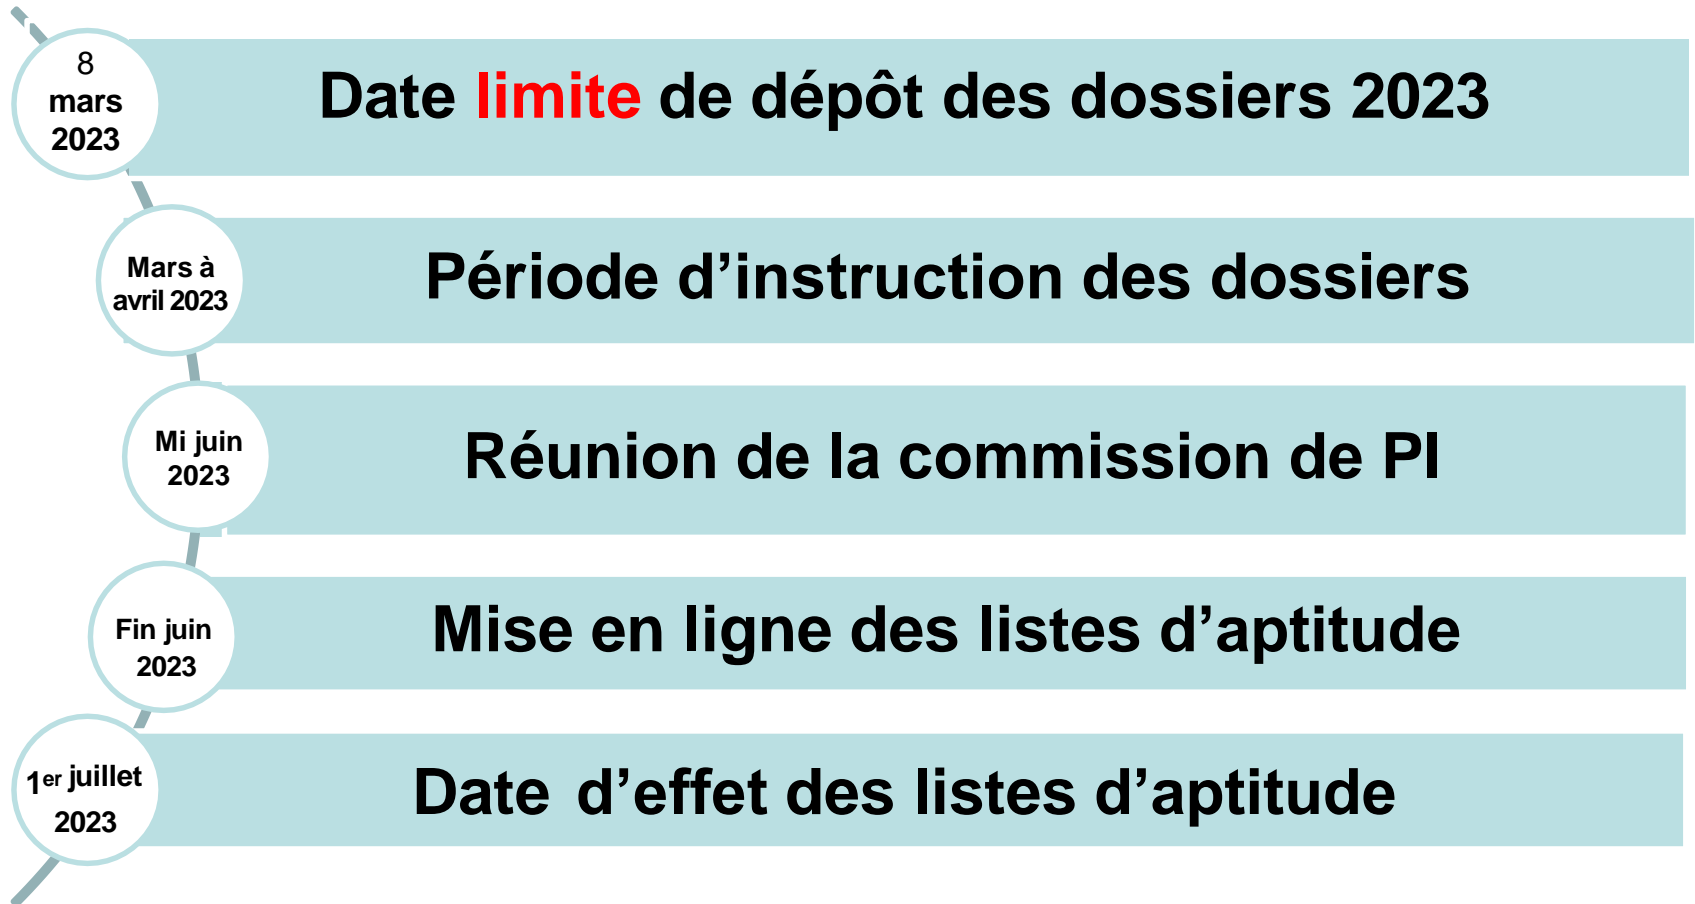 8
mars
2023
Date limite de dépôt des dossiers 2023
Mars à
avril 2023
Période d’instruction des dossiers
Mi juin
2023
Réunion de la commission de PI
Fin juin
2023
Mise en ligne des listes d’aptitude
1er juillet
2023
Date d’effet des listes d’aptitude